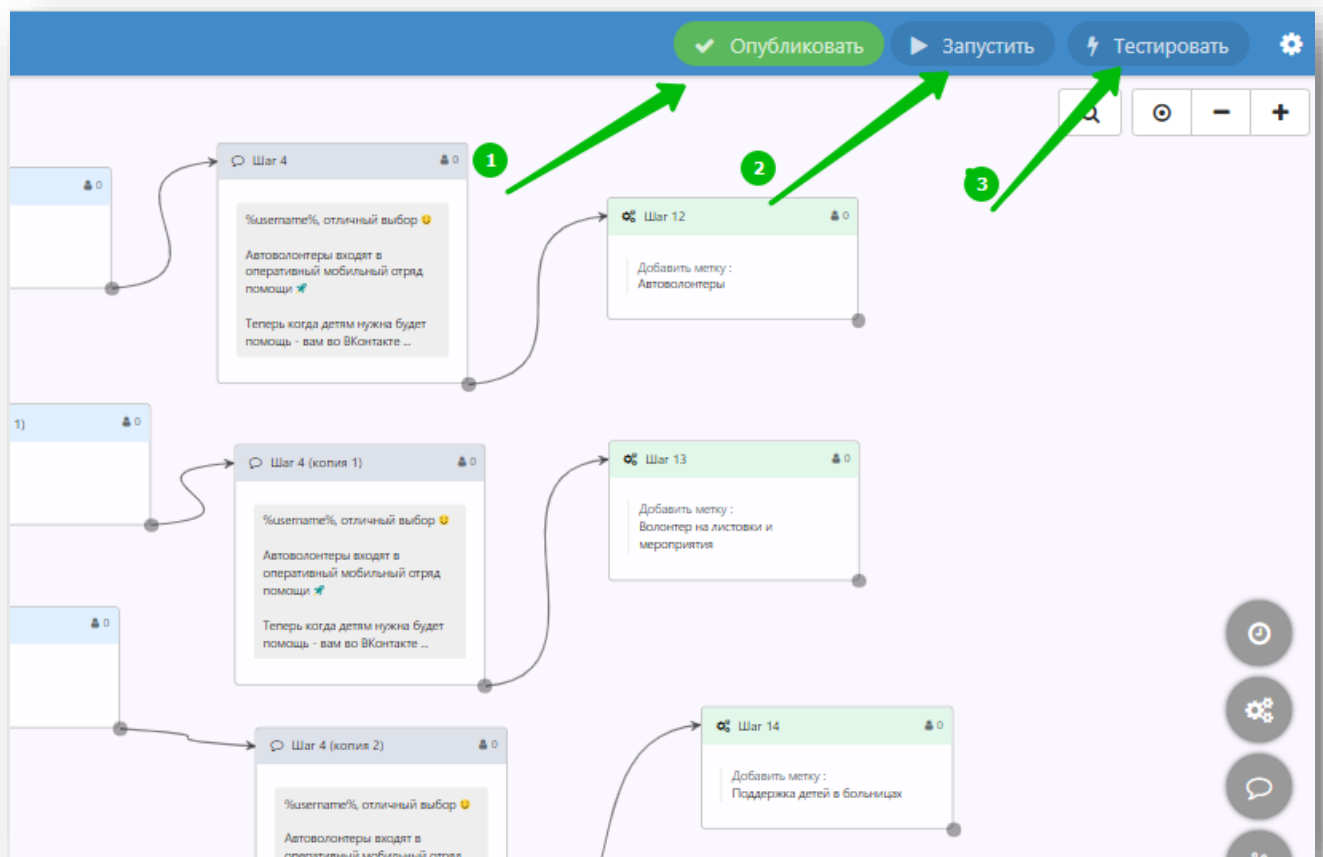 Опубликовать
Запустить
Тестировать
1
2
3
0
Шаг 4
0
%username%, отличный выбор
Автоволонтеры входят в
оперативный мобильный отряд
помощи
Теперь когда детям нужна будет
помощь - вам во ВКонтакте ...
Шаг 12
0
Добавить метку :
Автоволонтеры
1)
0
Шаг 4 (копия 1)
0
%username%, отличный выбор
Автоволонтеры входят в
оперативный мобильный отряд
помощи
Теперь когда детям нужна будет
помощь - вам во ВКонтакте ...
Шаг 13
0
Добавить метку :
Волонтер на листовки и
мероприятия
0
Шаг 4 (копия 2)
0
%username%, отличный выбор
Автоволонтеры входят в
оперативный мобильный отряд
Шаг 14
0
Добавить метку :
Поддержка детей в больницах